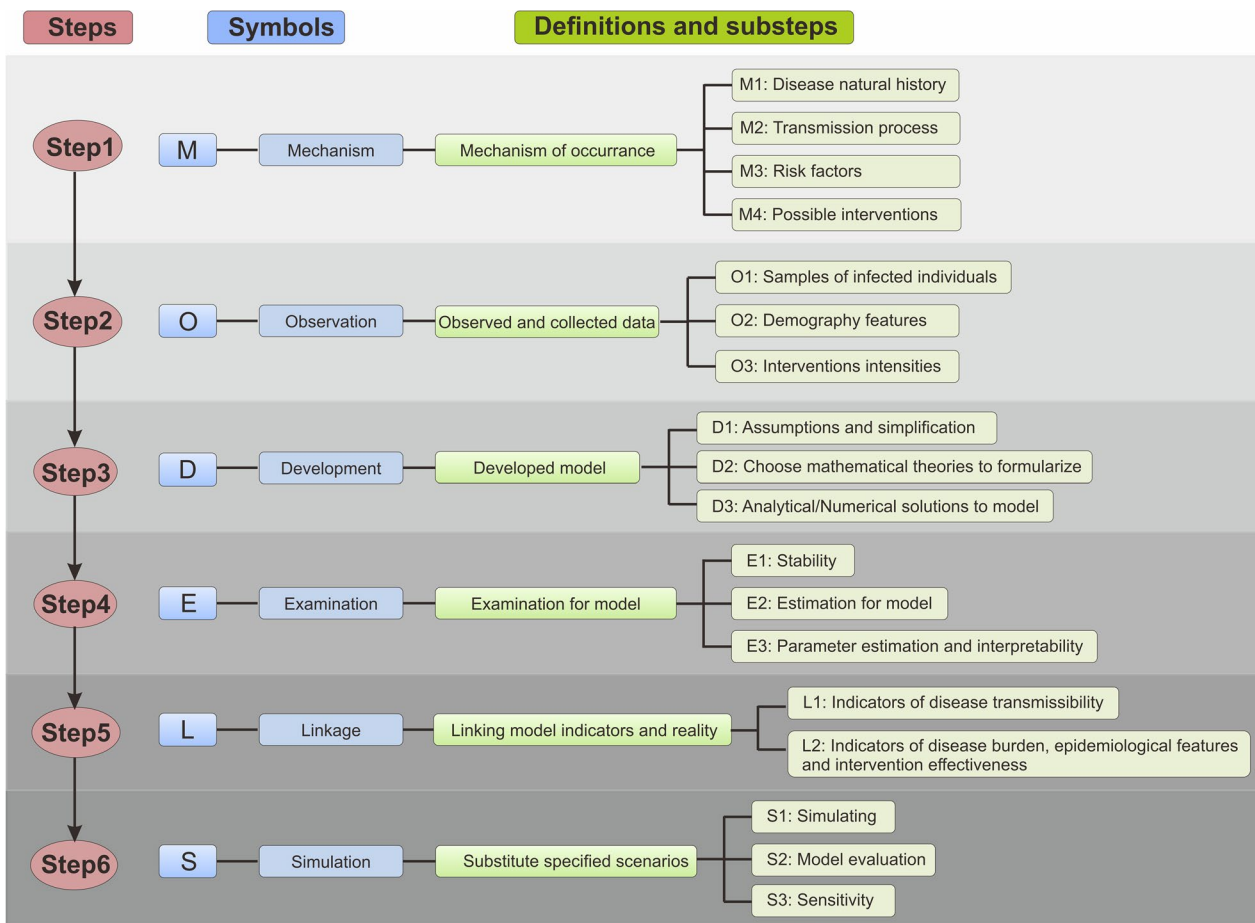 Steps
Symbols
Definitions and substeps
Step1
M
Mechanism
Mechanism of occurrance
M1: Disease natural history
M2: Transmission process
M3: Risk factors
M4: Possible interventions
Step2
O
Observation
Observed and collected data
O1: Samples of infected individuals
O2: Demography features
O3: Interventions intensities
Step3
D
Development
Developed model
D1: Assumptions and simplification
D2: Choose mathematical theories to formularize
D3: Analytical/Numerical solutions to model
Step4
E
Examination
Examination for model
E1: Stability
E2: Estimation for model
E3: Parameter estimation and interpretability
Step5
L
Linkage
Linking model indicators and reality
L1: Indicators of disease transmissibility
L2: Indicators of disease burden, epidemiological features
and intervention effectiveness
Step6
S
Simulation
Substitute specified scenarios
S1: Simulating
S2: Model evaluation
S3: Sensitivity